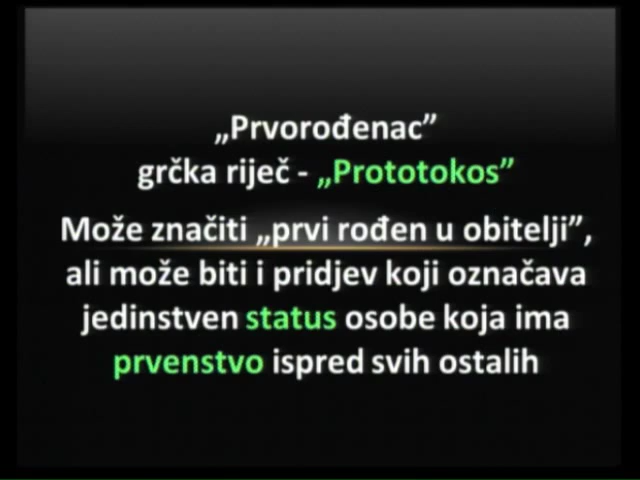 „Prvorođenac”
grčka riječ - „Prototokos”
Može značiti „prvi rođen u obitelji”,
ali može biti i pridjev koji označava
jedinstven status osobe koja ima
prvenstvo ispred svih ostalih